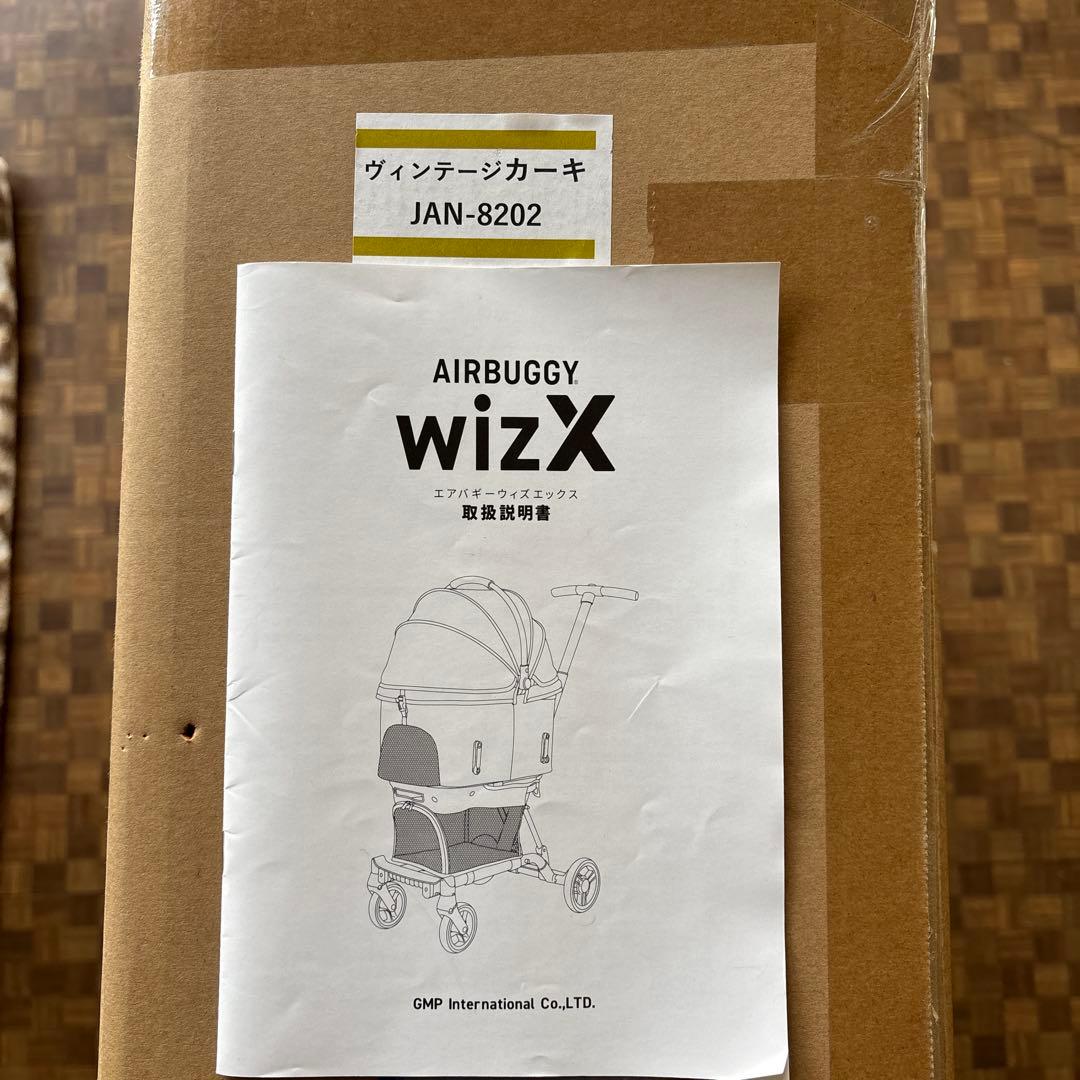 ヴィンテージカーキ
JAN-8202
AIRBUGGY®
wizX
エアバギーウィズエックス
取扱説明書
GMP International Co.,LTD.